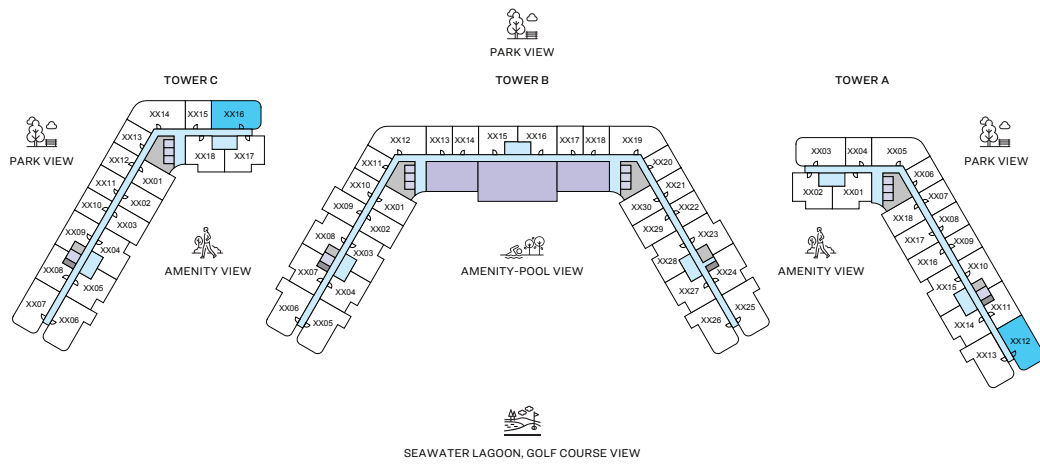 PARK VIEW
TOWER C
TOWER B
TOWER A
PARK VIEW
PARK VIEW
AMENITY VIEW
AMENITY-POOL VIEW
AMENITY VIEW
SEAWATER LAGOON, GOLF COURSE VIEW
XX14
XX15
XX16
XX13
XX12
XX11
XX10
XX09
XX08
XX07
XX18
XX17
XX01
XX02
XX03
XX04
XX05
XX06
XX12
XX13
XX14
XX15
XX16
XX17
XX18
XX19
XX11
XX10
XX09
XX08
XX07
XX06
XX01
XX02
XX03
XX04
XX05
XX20
XX21
XX22
XX23
XX24
XX25
XX30
XX29
XX28
XX27
XX26
XX03
XX04
XX05
XX02
XX01
XX06
XX07
XX08
XX09
XX10
XX11
XX12
XX18
XX17
XX16
XX15
XX14
XX13